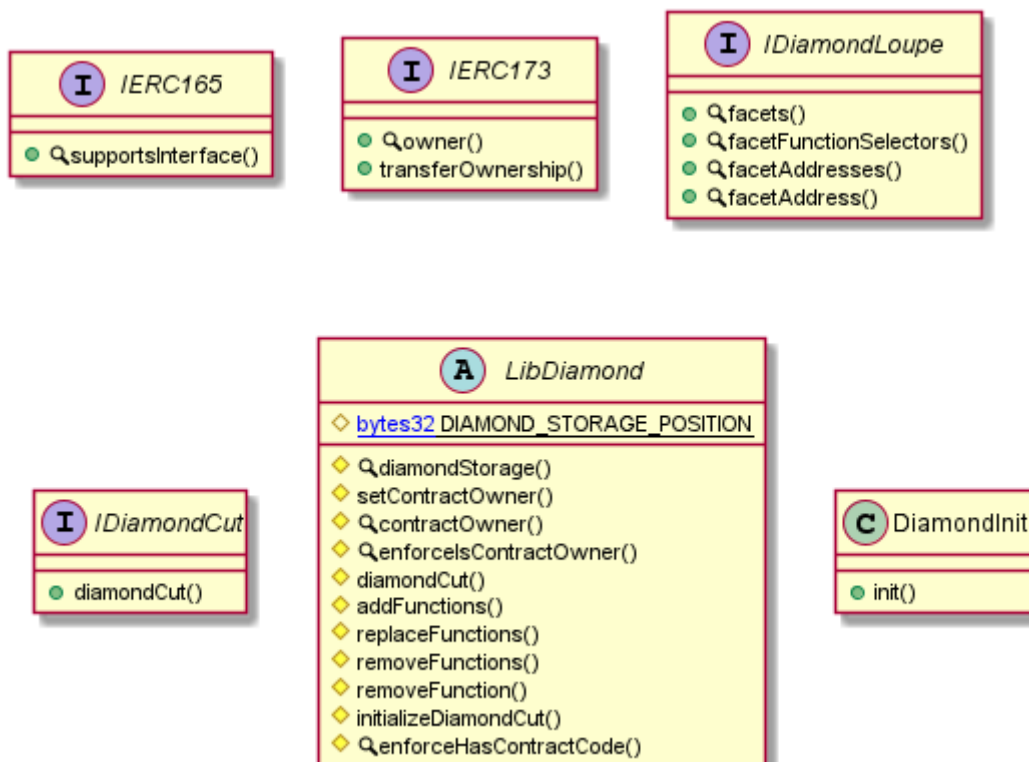 I IERC165
supportsInterface()
I IERC173
owner()
transferOwnership()
I IDiamondLoupe
facets()
facetFunctionSelectors()
facetAddresses()
facetAddress()
I IDiamondCut
diamondCut()
A LibDiamond
bytes32 DIAMOND_STORAGE_POSITION
diamondStorage()
setContractOwner()
contractOwner()
enforceIsContractOwner()
diamondCut()
addFunctions()
replaceFunctions()
removeFunctions()
removeFunction()
initializeDiamondCut()
enforceHasContractCode()
C DiamondInit
init()